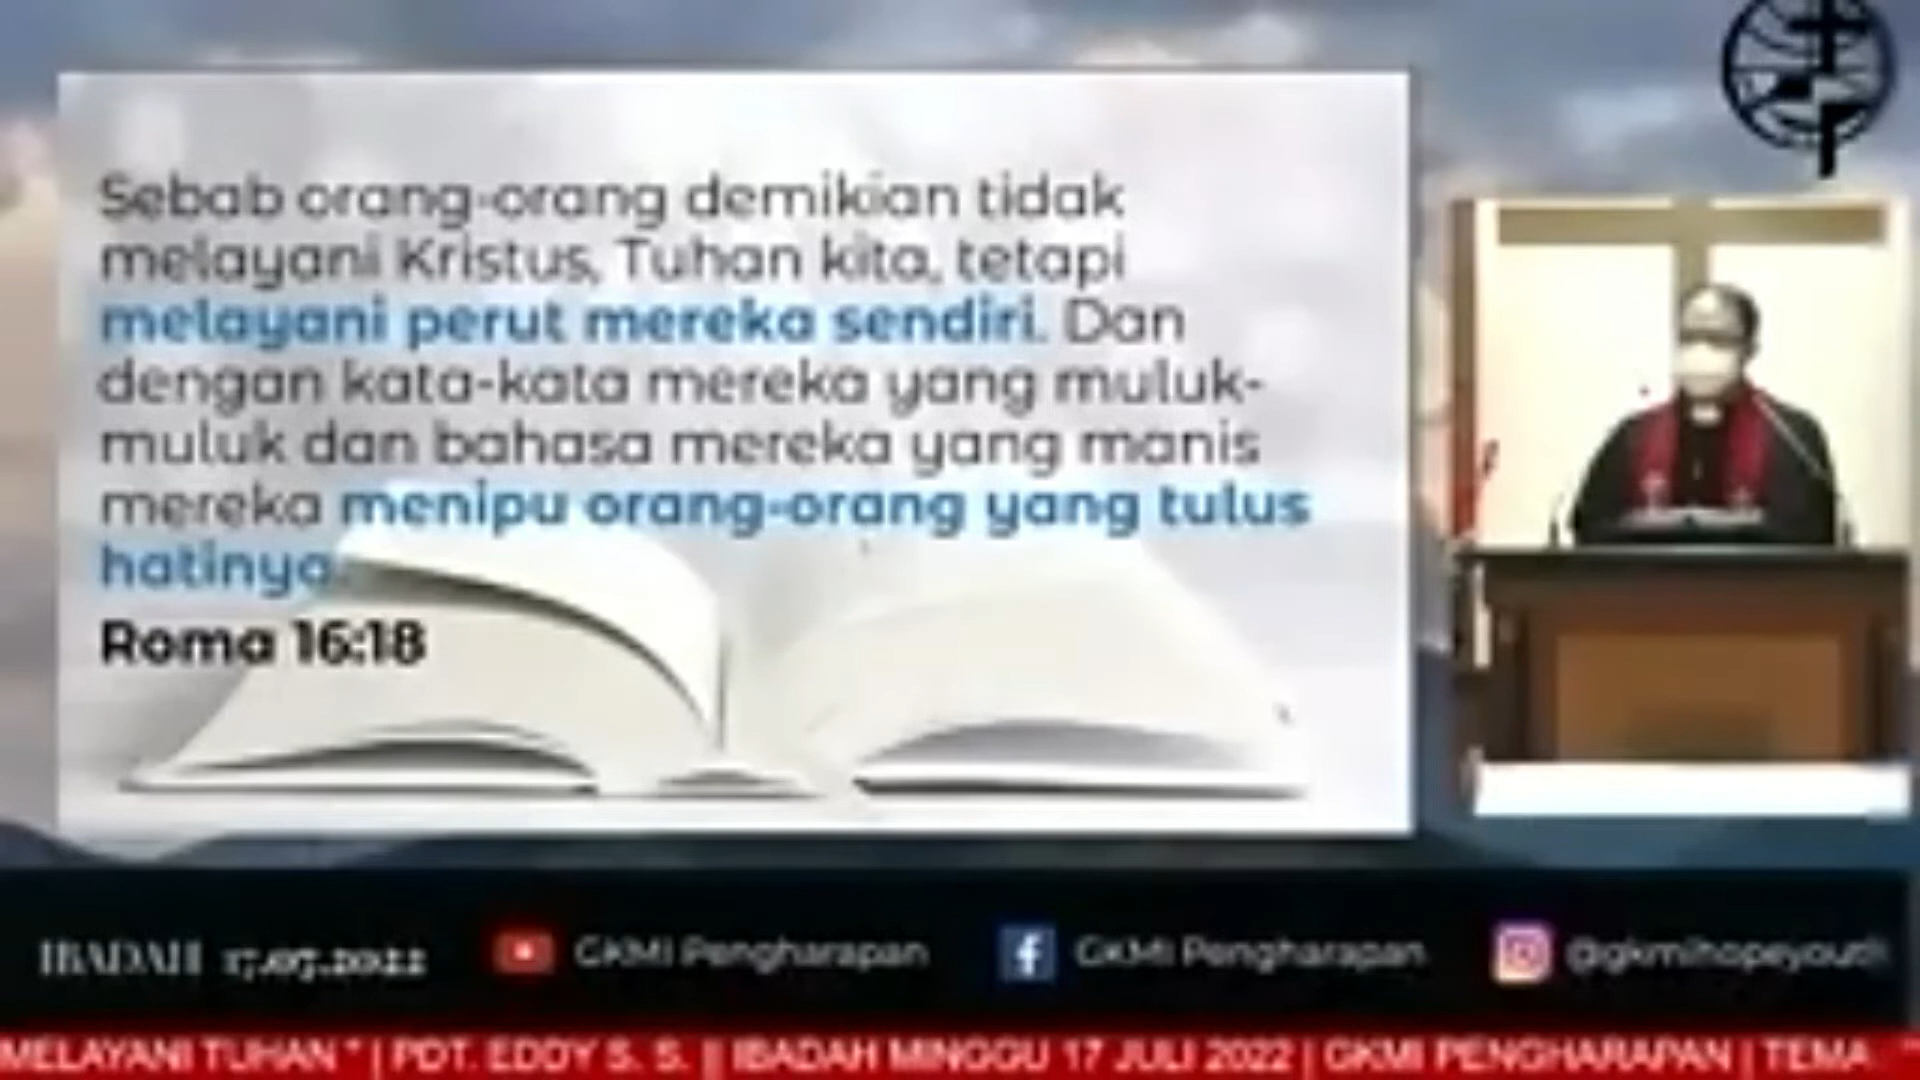 Sebab orang-orang demikian tidak
melayani Kristus, Tuhan kita, tetapi
melayani perut mereka sendiri. Dan
dengan kata-kata mereka yang muluk-
muluk dan bahasa mereka yang manis
mereka menipu orang-orang yang tulus
hatinya.
Roma 16:18
IBADAH 17.07.2022 GKMI Pengharapan GKMI Pengharapan @gkmihopeyouth
MELAYANI TUHAN " | PDT. EDDY S. S. || IBADAH MINGGU 17 JULI 2022 | GKMI PENGHARAPAN | TEMA : "